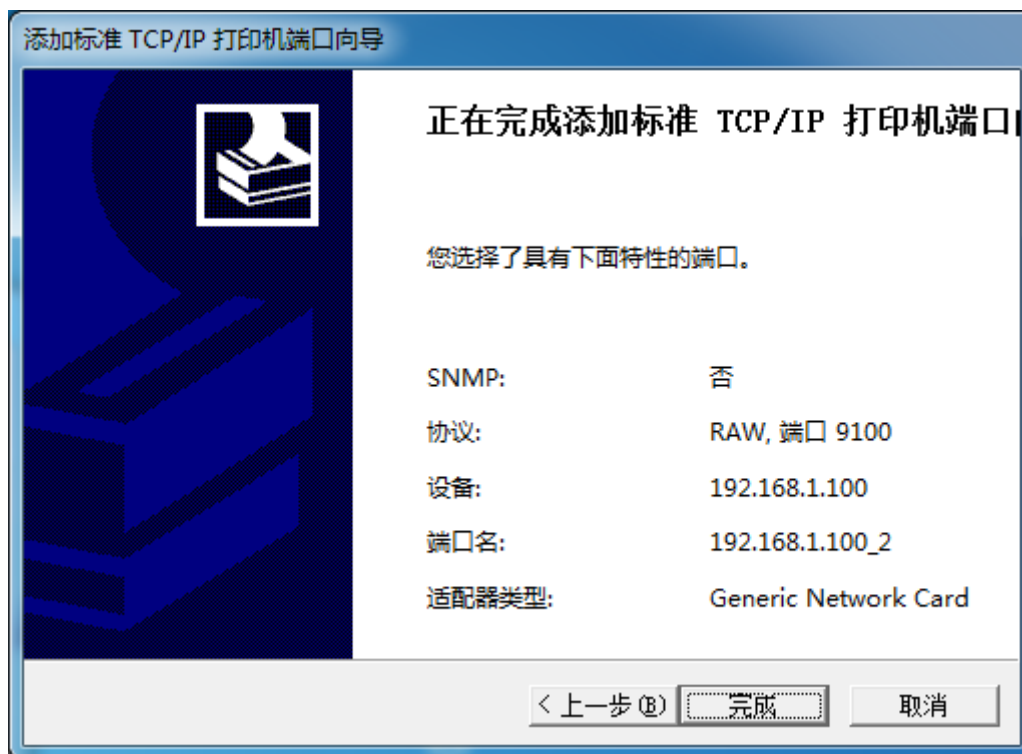 添加标准 TCP/IP 打印机端口向导
正在完成添加标准 TCP/IP 打印机端口
您选择了具有下面特性的端口。
SNMP: 否
协议: RAW, 端口 9100
设备: 192.168.1.100
端口名: 192.168.1.100_2
适配器类型: Generic Network Card
< 上一步(B) 完成 取消